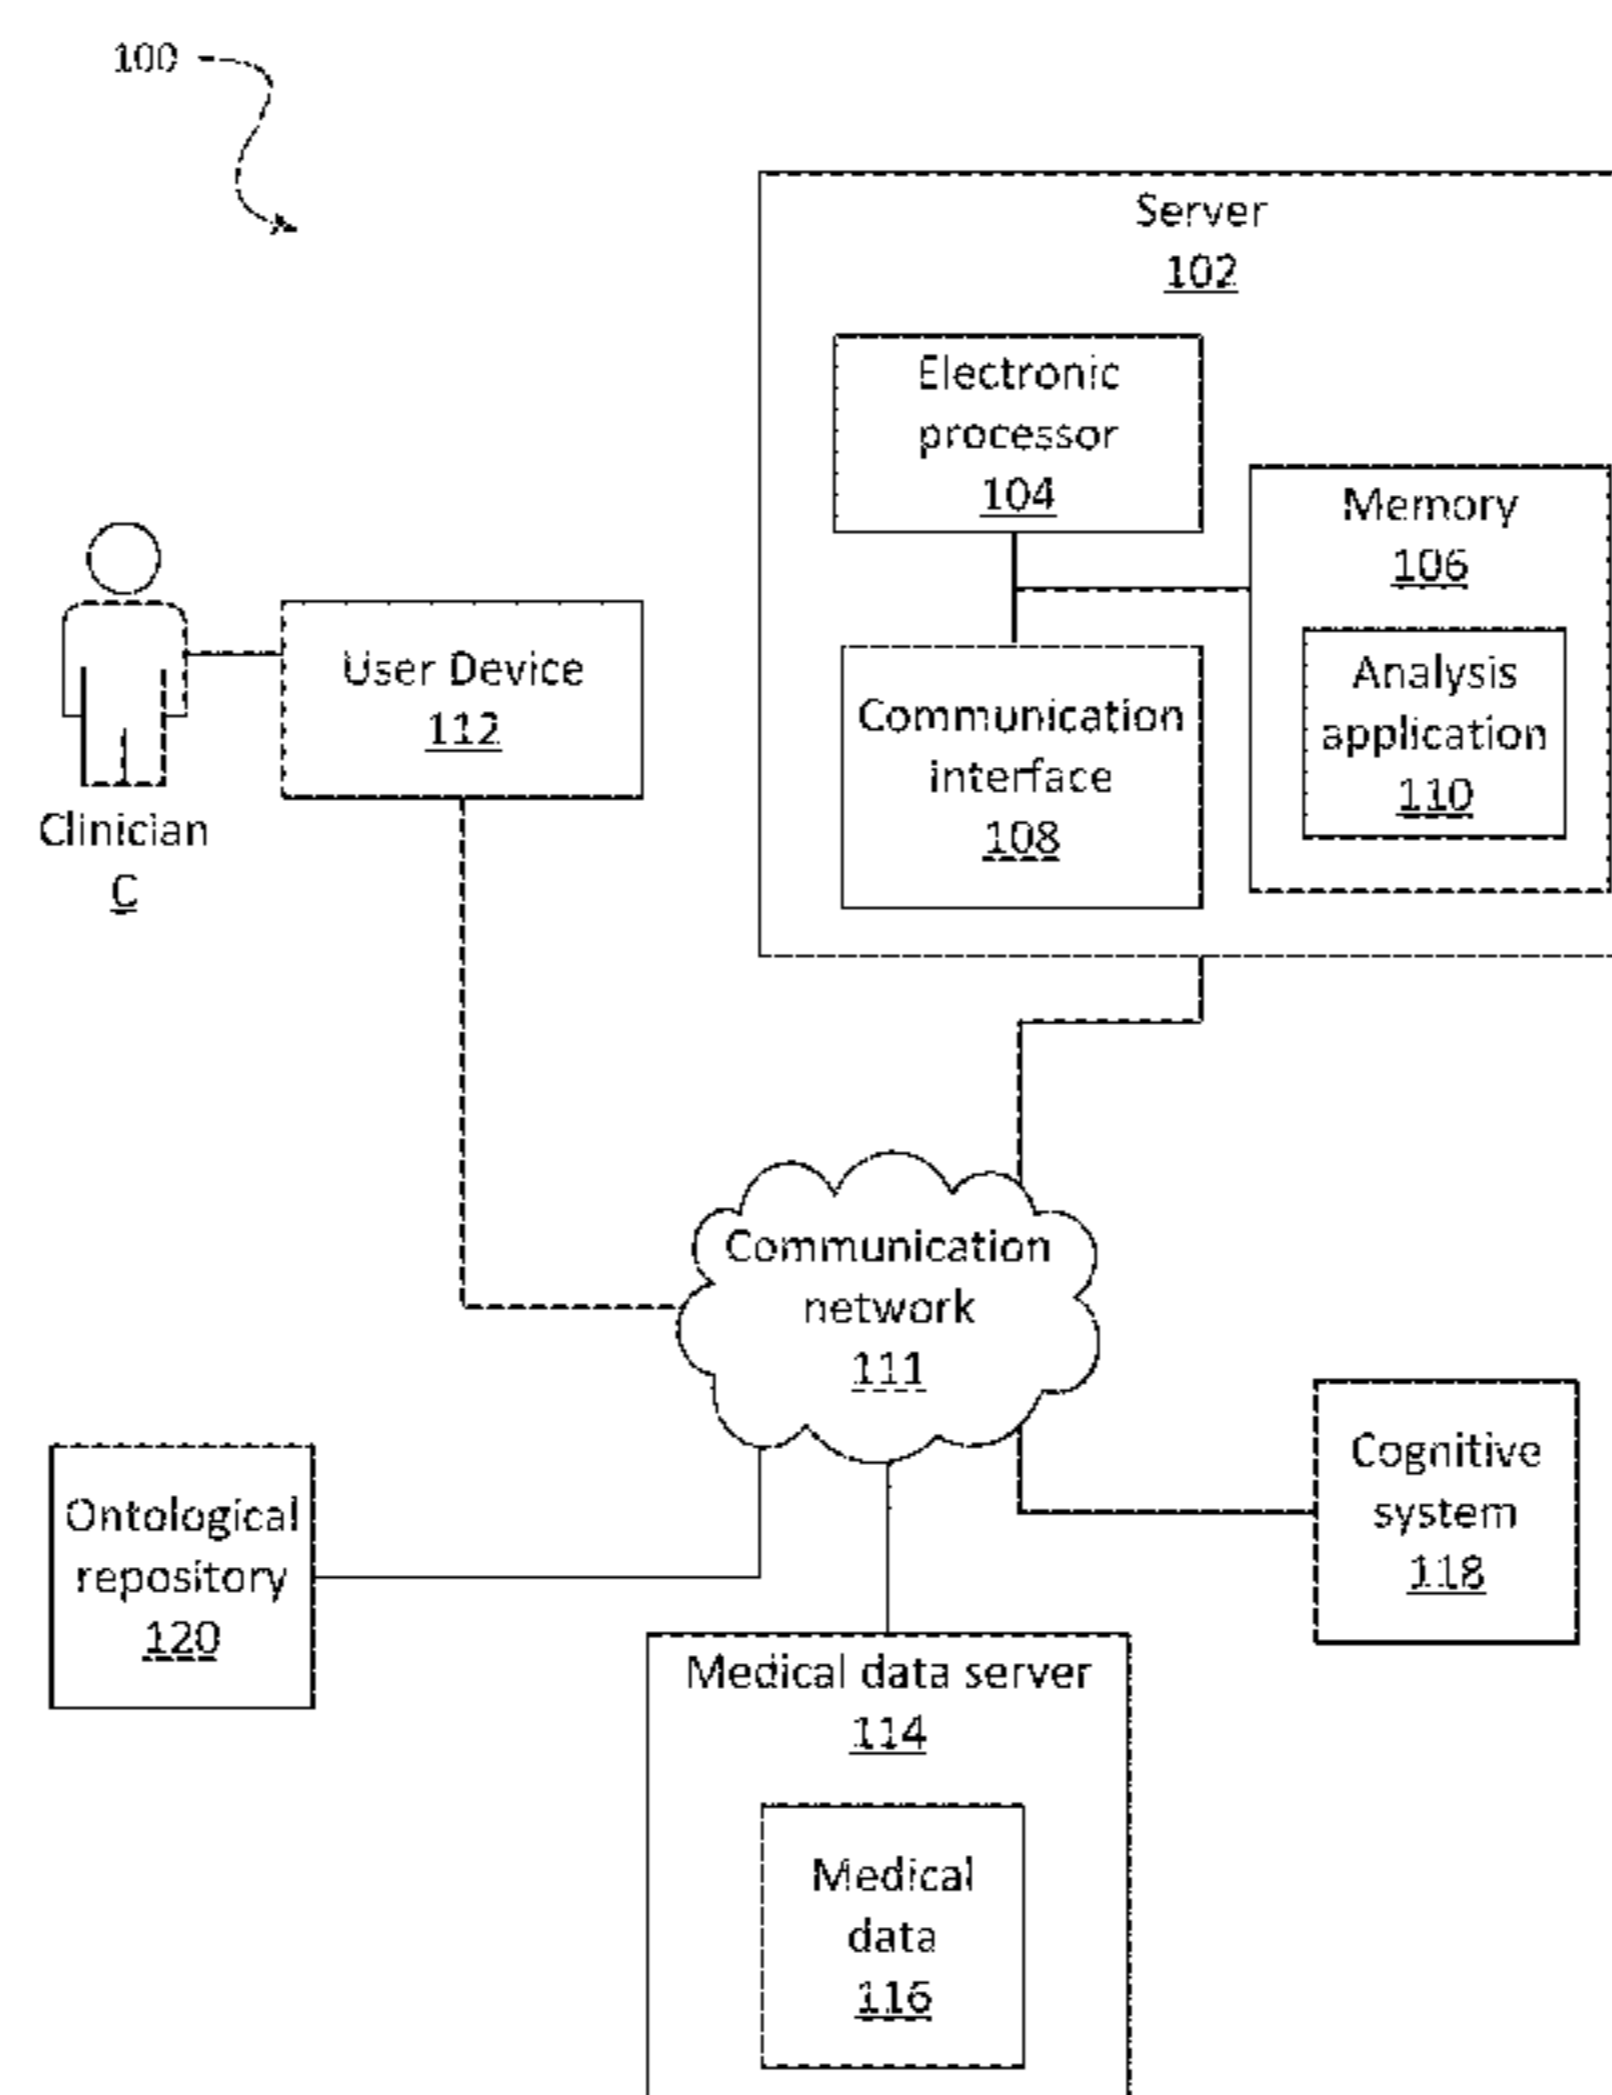 100
Server
102
Electronic
processor
104
Memory
106
Analysis
application
110
Communication
interface
108
User Device
112
Clinician
C
Communication
network
111
Cognitive
system
118
Ontological
repository
120
Medical data server
114
Medical
data
116